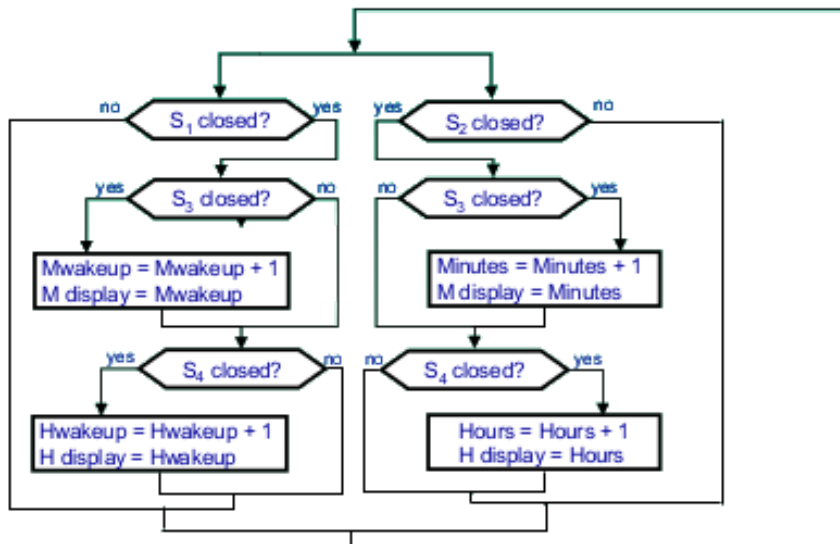 no
S1 closed?
yes
yes
S2 closed?
no
yes
S3 closed?
no
no
S3 closed?
yes
Mwakeup = Mwakeup + 1
M display = Mwakeup
Minutes = Minutes + 1
M display = Minutes
yes
S4 closed?
no
no
S4 closed?
yes
Hwakeup = Hwakeup + 1
H display = Hwakeup
Hours = Hours + 1
H display = Hours